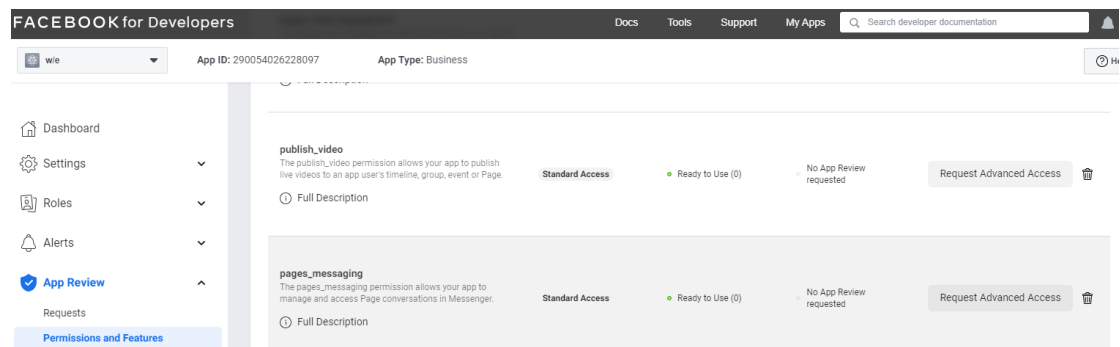 FACEBOOK for Developers
Docs Tools Support My Apps Search developer documentation
w/e App ID: 290054026228097 App Type: Business
Dashboard
Settings
Roles
Alerts
App Review
Requests
Permissions and Features
publish_video
The publish_video permission allows your app to publish
live videos to an app user's timeline, group, event or Page.
Full Description
Standard Access
Ready to Use (0)
No App Review
requested
Request Advanced Access
pages_messaging
The pages_messaging permission allows your app to
manage and access Page conversations in Messenger.
Full Description
Standard Access
Ready to Use (0)
No App Review
requested
Request Advanced Access